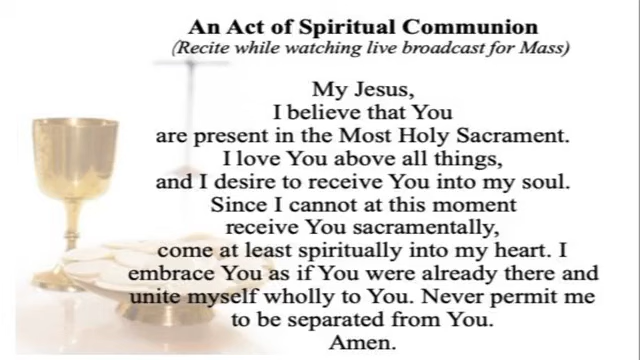 An Act of Spiritual Communion
(Recite while watching live broadcast for Mass)
My Jesus,
I believe that You
are present in the Most Holy Sacrament.
I love You above all things,
and I desire to receive You into my soul.
Since I cannot at this moment
receive You sacramentally,
come at least spiritually into my heart. I
embrace You as if You were already there and
unite myself wholly to You. Never permit me
to be separated from You.
Amen.